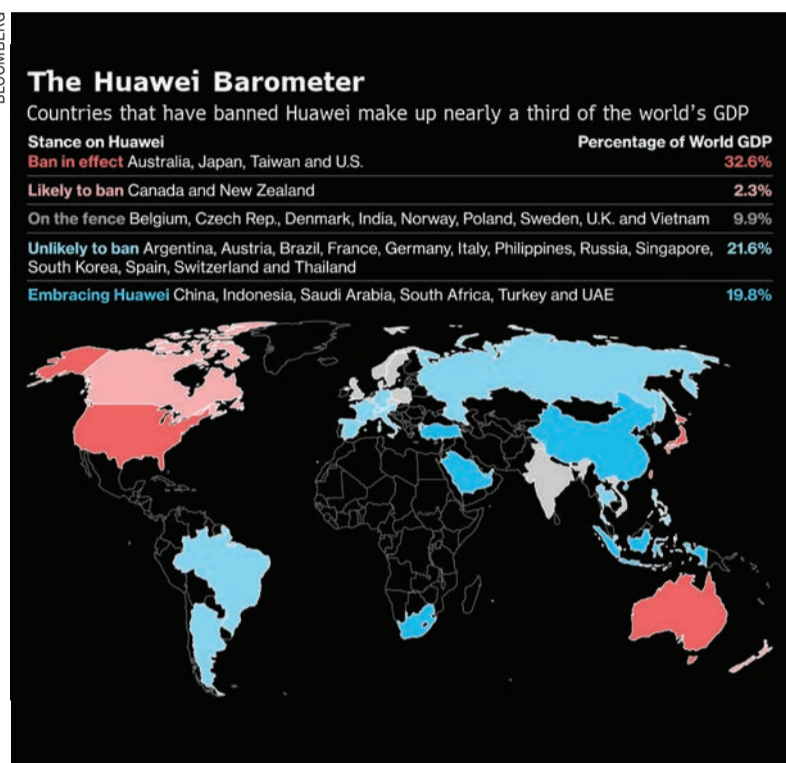 BLOOMBERG
The Huawei Barometer
Countries that have banned Huawei make up nearly a third of the world's GDP
Stance on Huawei Percentage of World GDP
Ban in effect Australia, Japan, Taiwan and U.S. 32.6%
Likely to ban Canada and New Zealand 2.3%
On the fence Belgium, Czech Rep., Denmark, India, Norway, Poland, Sweden, U.K. and Vietnam 9.9%
Unlikely to ban Argentina, Austria, Brazil, France, Germany, Italy, Philippines, Russia, Singapore, 21.6%
South Korea, Spain, Switzerland and Thailand
Embracing Huawei China, Indonesia, Saudi Arabia, South Africa, Turkey and UAE 19.8%